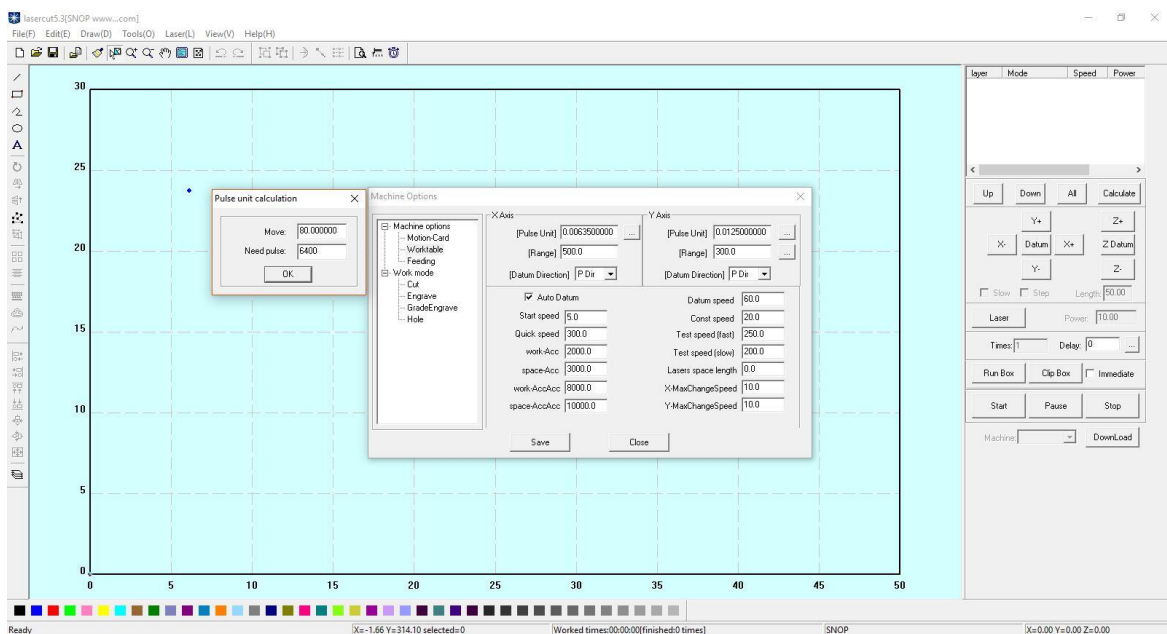 lasercut5.3[SNOP www...com]
File(F) Edit(E) Draw(D) Tools(O) Laser(L) View(V) Help(H)
A
30
25
20
15
10
5
0
0 5 10 15 20 25 30 35 40 45 50
Pulse unit calculation
Move: 80.000000
Need pulse: 6400
OK
Machine Options
Machine options
Motion-Card
Worktable
Feeding
Work mode
Cut
Engrave
GradeEngrave
Hole
X Axis
[Pulse Unit] 0.0063500000 ...
[Range] 500.0
[Datum Direction] P Dir
Y Axis
[Pulse Unit] 0.0125000000 ...
[Range] 300.0 ...
[Datum Direction] P Dir
Auto Datum
Start speed 5.0
Quick speed 300.0
work-Acc 2000.0
space-Acc 3000.0
work-AccAcc 8000.0
space-AccAcc 10000.0
Datum speed 60.0
Const speed 20.0
Test speed (fast) 250.0
Test speed (slow) 200.0
Lasers space length 0.0
X-MaxChangeSpeed 10.0
Y-MaxChangeSpeed 10.0
Save Close
layer Mode Speed Power
Up Down All Calculate
Y+ Z+
X- Datum X+ Z Datum
Y- Z-
Slow Step Length: 50.00
Laser Power: 10.00
Times: 1 Delay: 0 ...
Run Box Clip Box Immediate
Start Pause Stop
Machine: DownLoad
Ready X=-1.66 Y=314.10 selected=0 Worked times:00:00:00[finished:0 times] SNOP X=0.00 Y=0.00 Z=0.00